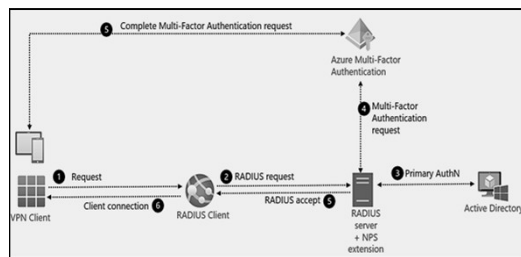 5 Complete Multi-Factor Authentication request
Azure Multi-Factor
Authentication
4 Multi-Factor
Authentication
request
1 Request
2 RADIUS request
3 Primary AuthN
Client connection 6
RADIUS accept 5
VPN Client
RADIUS Client
RADIUS
server
+ NPS
extension
Active Directory